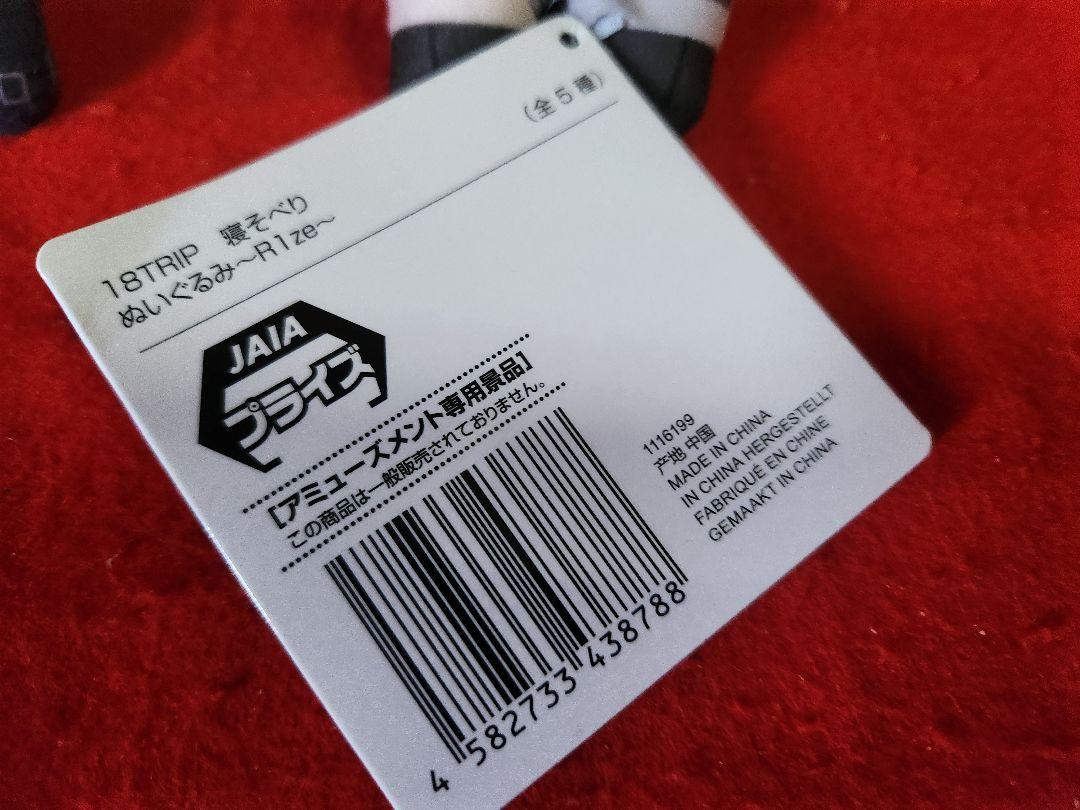 (全5種)
18TRIP 寝そべり
ぬいぐるみ～R1ze～
JAIA
プライズ
[アミューズメント専用景品]
この商品は一般販売されておりません。
4 582733 438788
1116199
产地 中国
MADE IN CHINA
IN CHINA HERGESTELLT
FABRIQUÉ EN CHINE
GEMAAKT IN CHINA